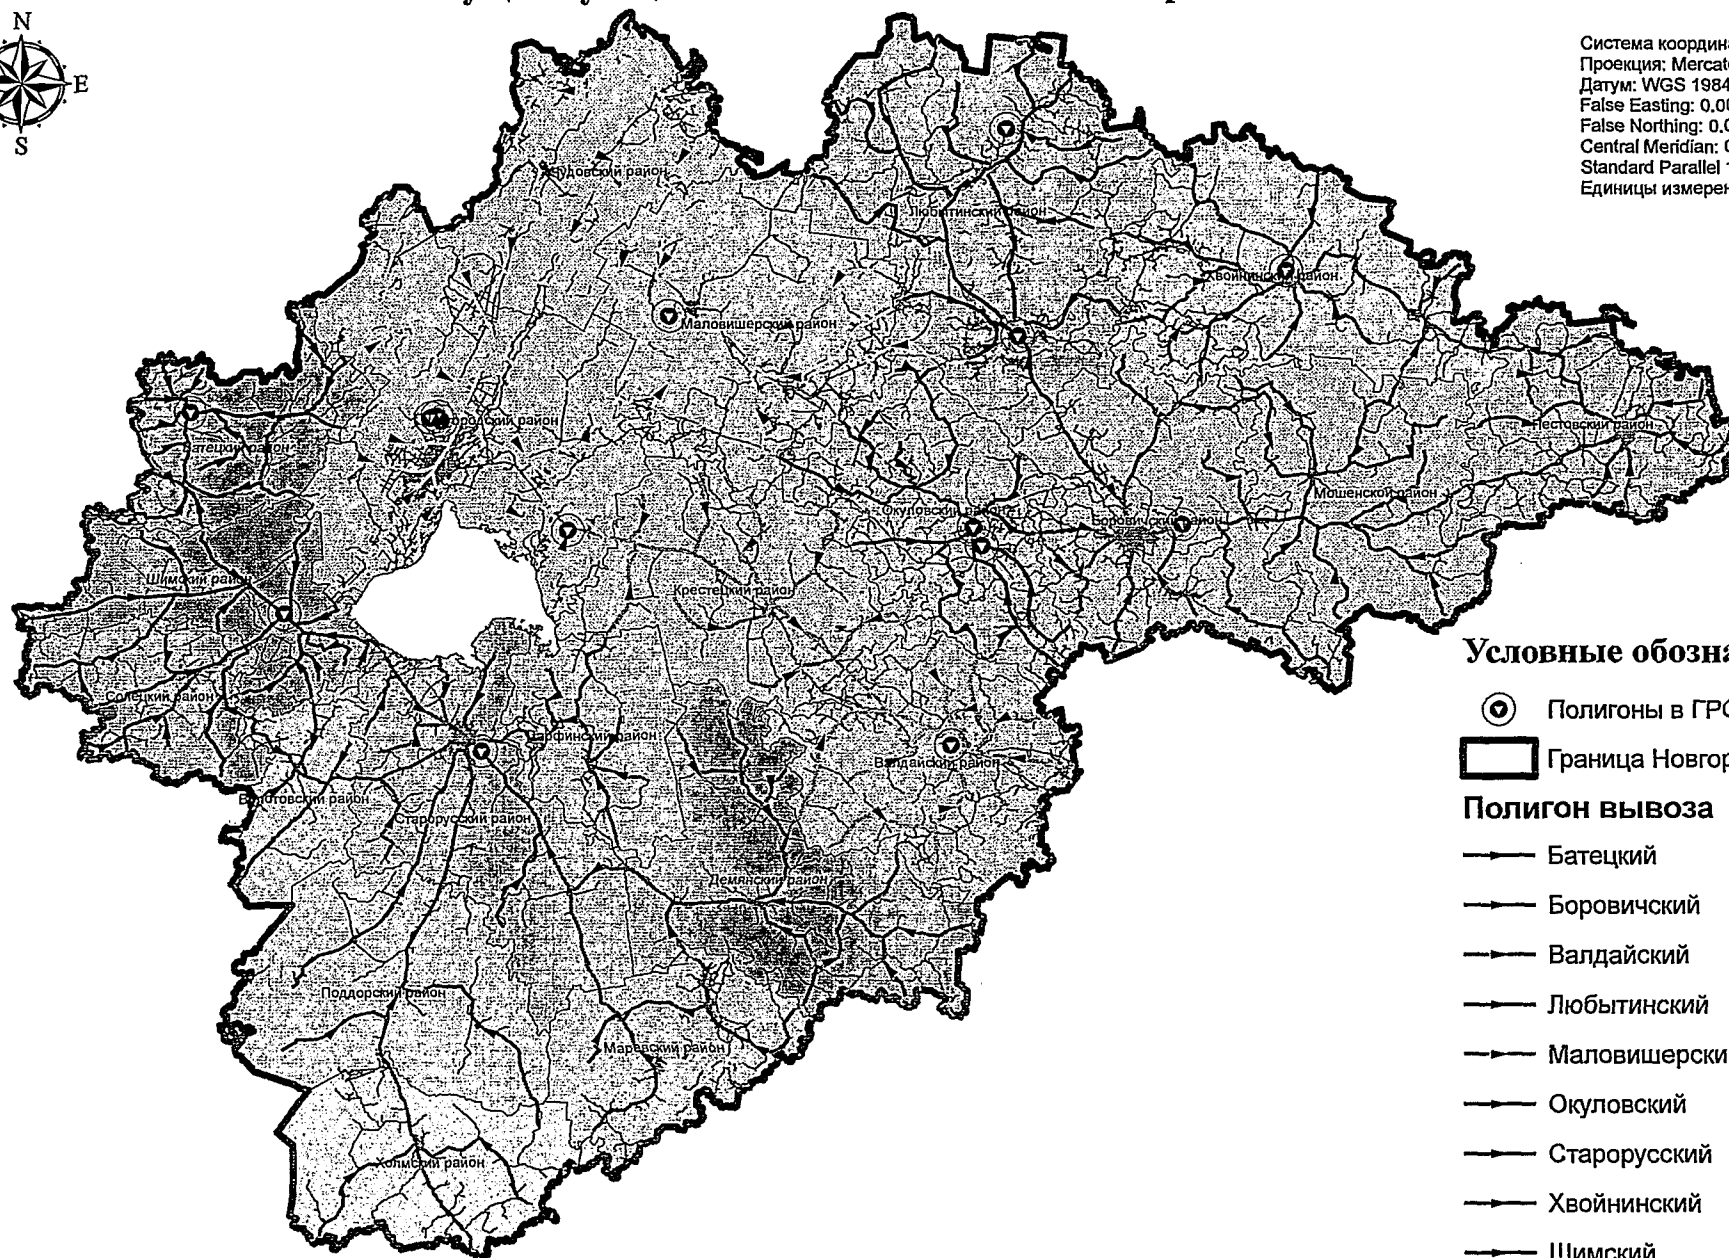 N
E
S
Система координа
Проекция: Mercato
Датум: WGS 1984
False Easting: 0.00
False Northing: 0.0
Central Meridian: 0
Standard Parallel 1
Единицы измерен
Чудовский район
Любытинский район
Хвойнинский район
Маловишерский район
городский район
Пестовский район
Батецкий район
Мошенской район
Окуловский район
Боровичский район
Шимский район
Крестецкий район
Солецкий район
Парфинский район
Валдайский район
Волотовский район
Старорусский район
Демянский район
Поддорский район
Марёвский район
Холмский район
Условные обозна
Полигоны в ГРО
Граница Новгор
Полигон вывоза
Батецкий
Боровичский
Валдайский
Любытинский
Маловишерски
Окуловский
Старорусский
Хвойнинский
Шимский